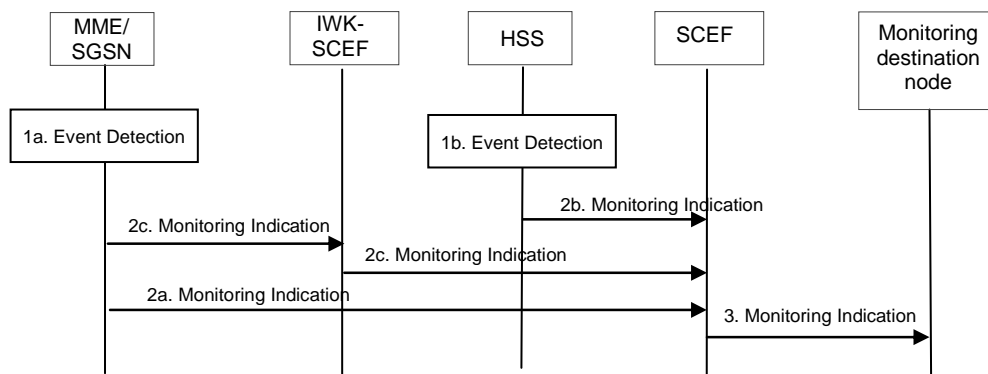 MME/
SGSN
IWK-
SCEF
HSS
SCEF
Monitoring
destination
node
1a. Event Detection
1b. Event Detection
2b. Monitoring Indication
2c. Monitoring Indication
2c. Monitoring Indication
2a. Monitoring Indication
3. Monitoring Indication